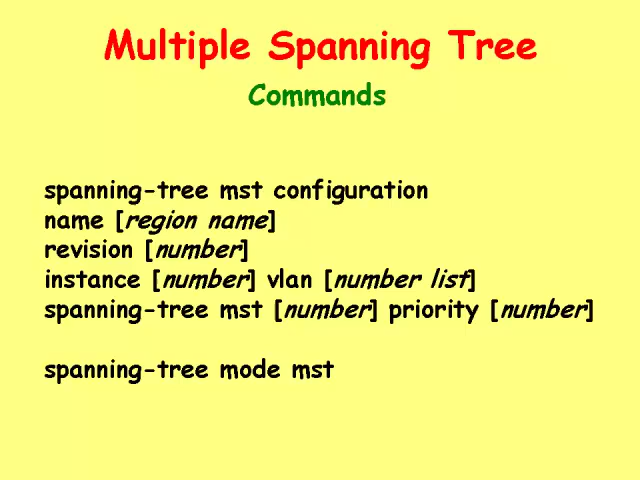 Multiple Spanning Tree
Commands
spanning-tree mst configuration
name [region name]
revision [number]
instance [number] vlan [number list]
spanning-tree mst [number] priority [number]
spanning-tree mode mst